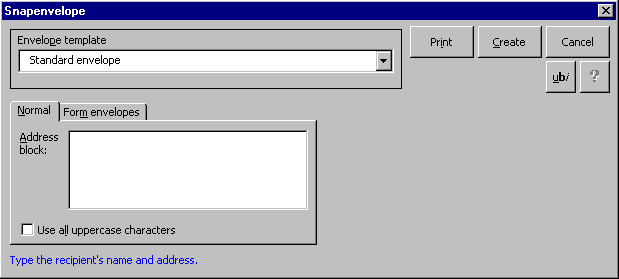 Snapenvelope
Envelope template
Standard envelope
Print
Create
Cancel
ubi
?
Normal
Form envelopes
Address
block:
Use all uppercase characters
Type the recipient's name and address.